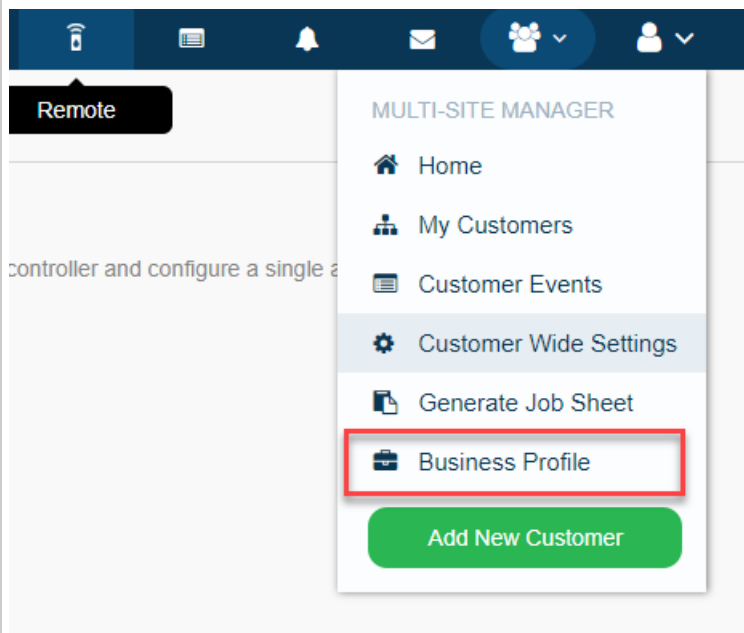 Remote
MULTI-SITE MANAGER
Home
My Customers
controller and configure a single a
Customer Events
Customer Wide Settings
Generate Job Sheet
Business Profile
Add New Customer